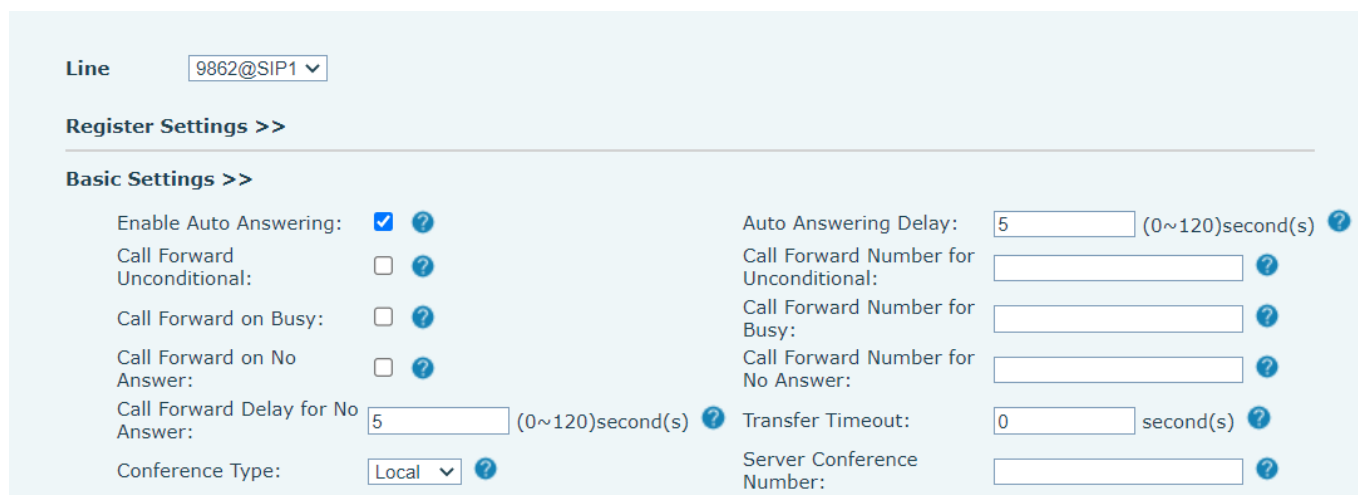 Line 9862@SIP1
Register Settings >>
Basic Settings >>
Enable Auto Answering: ? Auto Answering Delay: 5 (0~120)second(s) ?
Call Forward
Unconditional: ? Call Forward Number for
Unconditional: ?
Call Forward on Busy: ? Call Forward Number for
Busy: ?
Call Forward on No
Answer: ? Call Forward Number for
No Answer: ?
Call Forward Delay for No
Answer: 5 (0~120)second(s) ? Transfer Timeout: 0 second(s) ?
Conference Type: Local ? Server Conference
Number: ?